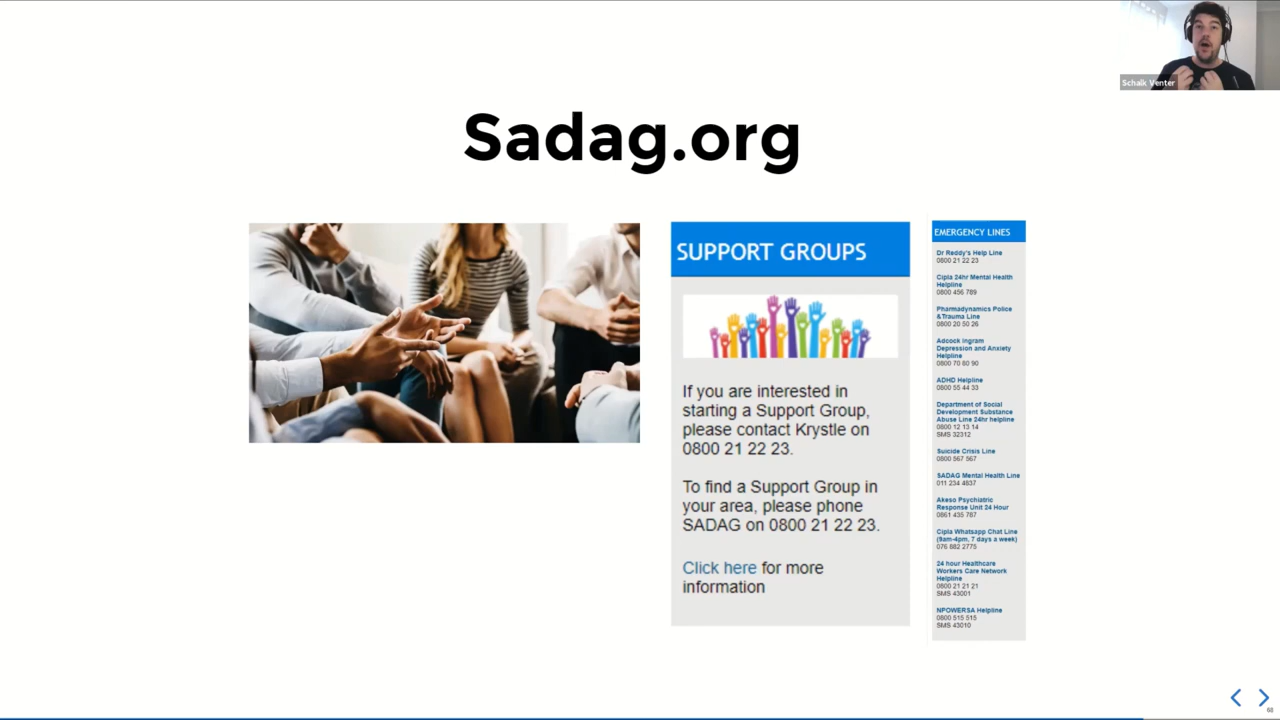 Schalk Venter
Sadag.org
SUPPORT GROUPS
If you are interested in
starting a Support Group,
please contact Krystle on
0800 21 22 23.
To find a Support Group in
your area, please phone
SADAG on 0800 21 22 23.
Click here for more
information
EMERGENCY LINES
Dr Reddy's Help Line
0800 21 22 23
Cipla 24hr Mental Health
Helpline
0800 456 789
Pharmadynamics Police
&Trauma Line
0800 20 50 26
Adcock Ingram
Depression and Anxiety
Helpline
0800 70 80 90
ADHD Helpline
0800 55 44 33
Department of Social
Development Substance
Abuse Line 24hr helpline
0800 12 13 14
SMS 32312
Suicide Crisis Line
0800 567 567
SADAG Mental Health Line
011 234 4837
Akeso Psychiatric
Response Unit 24 Hour
0861 435 787
Cipla Whatsapp Chat Line
(9am-4pm, 7 days a week)
076 882 2775
24 hour Healthcare
Workers Care Network
Helpline
0800 21 21 21
SMS 43001
NPOWERSA Helpline
0800 515 515
SMS 43010
68